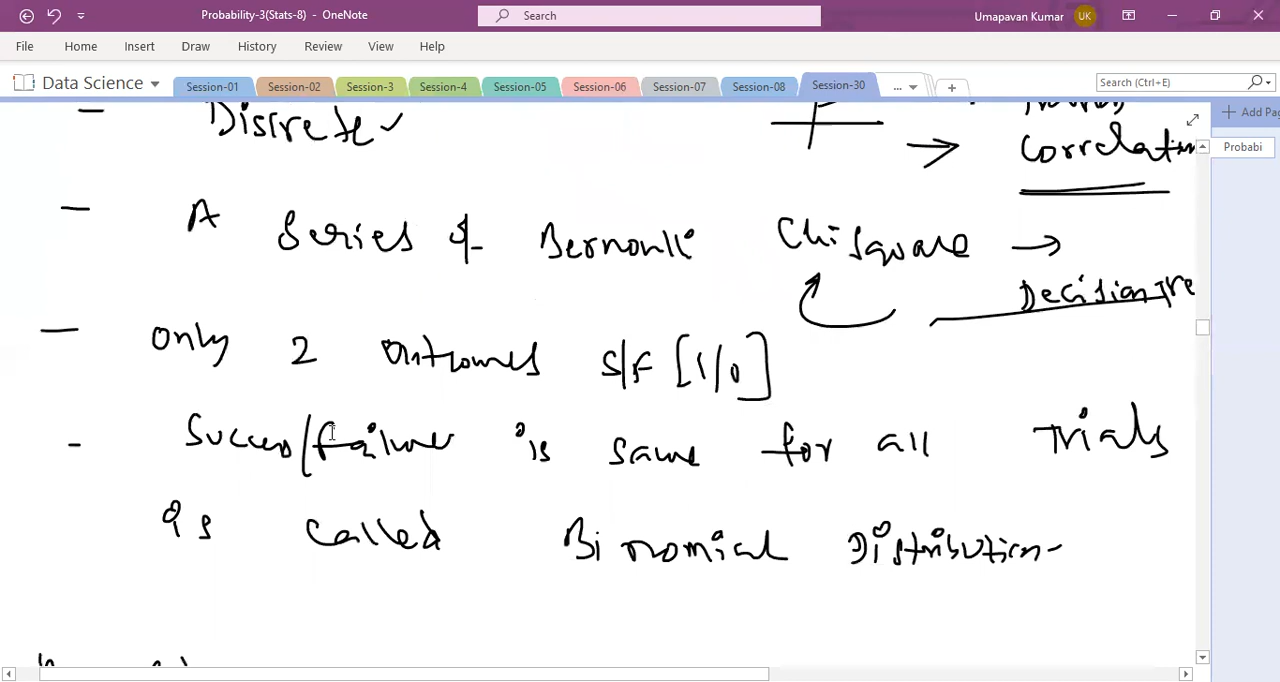 Probability-3(Stats-8) - OneNote
Search
Umapavan Kumar
UK
File Home Insert Draw History Review View Help
Data Science
Session-01 Session-02 Session-3 Session-4 Session-05 Session-06 Session-07 Session-08 Session-30 ...
Search (Ctrl+E)
Add Pag
Probabi
- Discrete ✓
→ Correlation
- A Series of Bernoulli
Chi Square →
Decision Tre
- Only 2 outcomes S/F [1/0]
- Success/failure is same for all Trials
is called Binomial Distribution